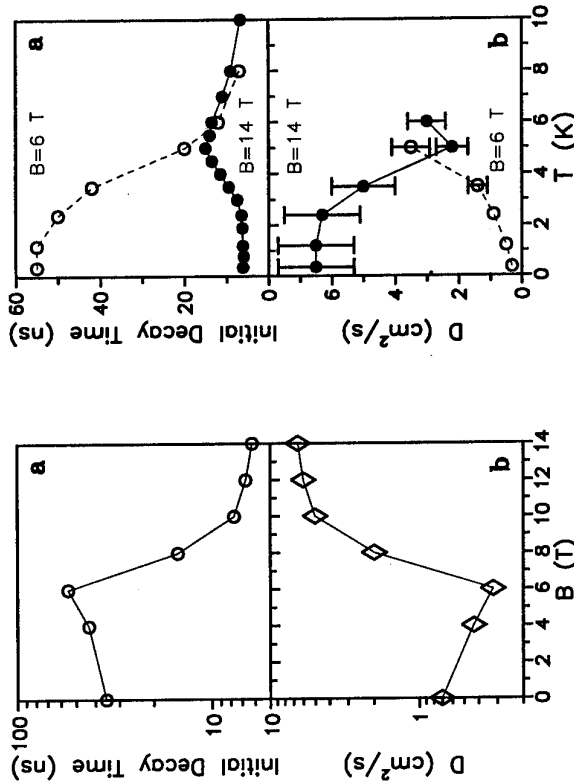 a
100
10
Initial Decay Time (ns)
b
1
D (cm²/s)
0 2 4 6 8 10 12 14
B (T)
a
B=6 T
B=14 T
60
40
20
0
Initial Decay Time (ns)
B=14 T
b
B=6 T
6
4
2
0
D (cm²/s)
0 2 4 6 8 10
T (K)